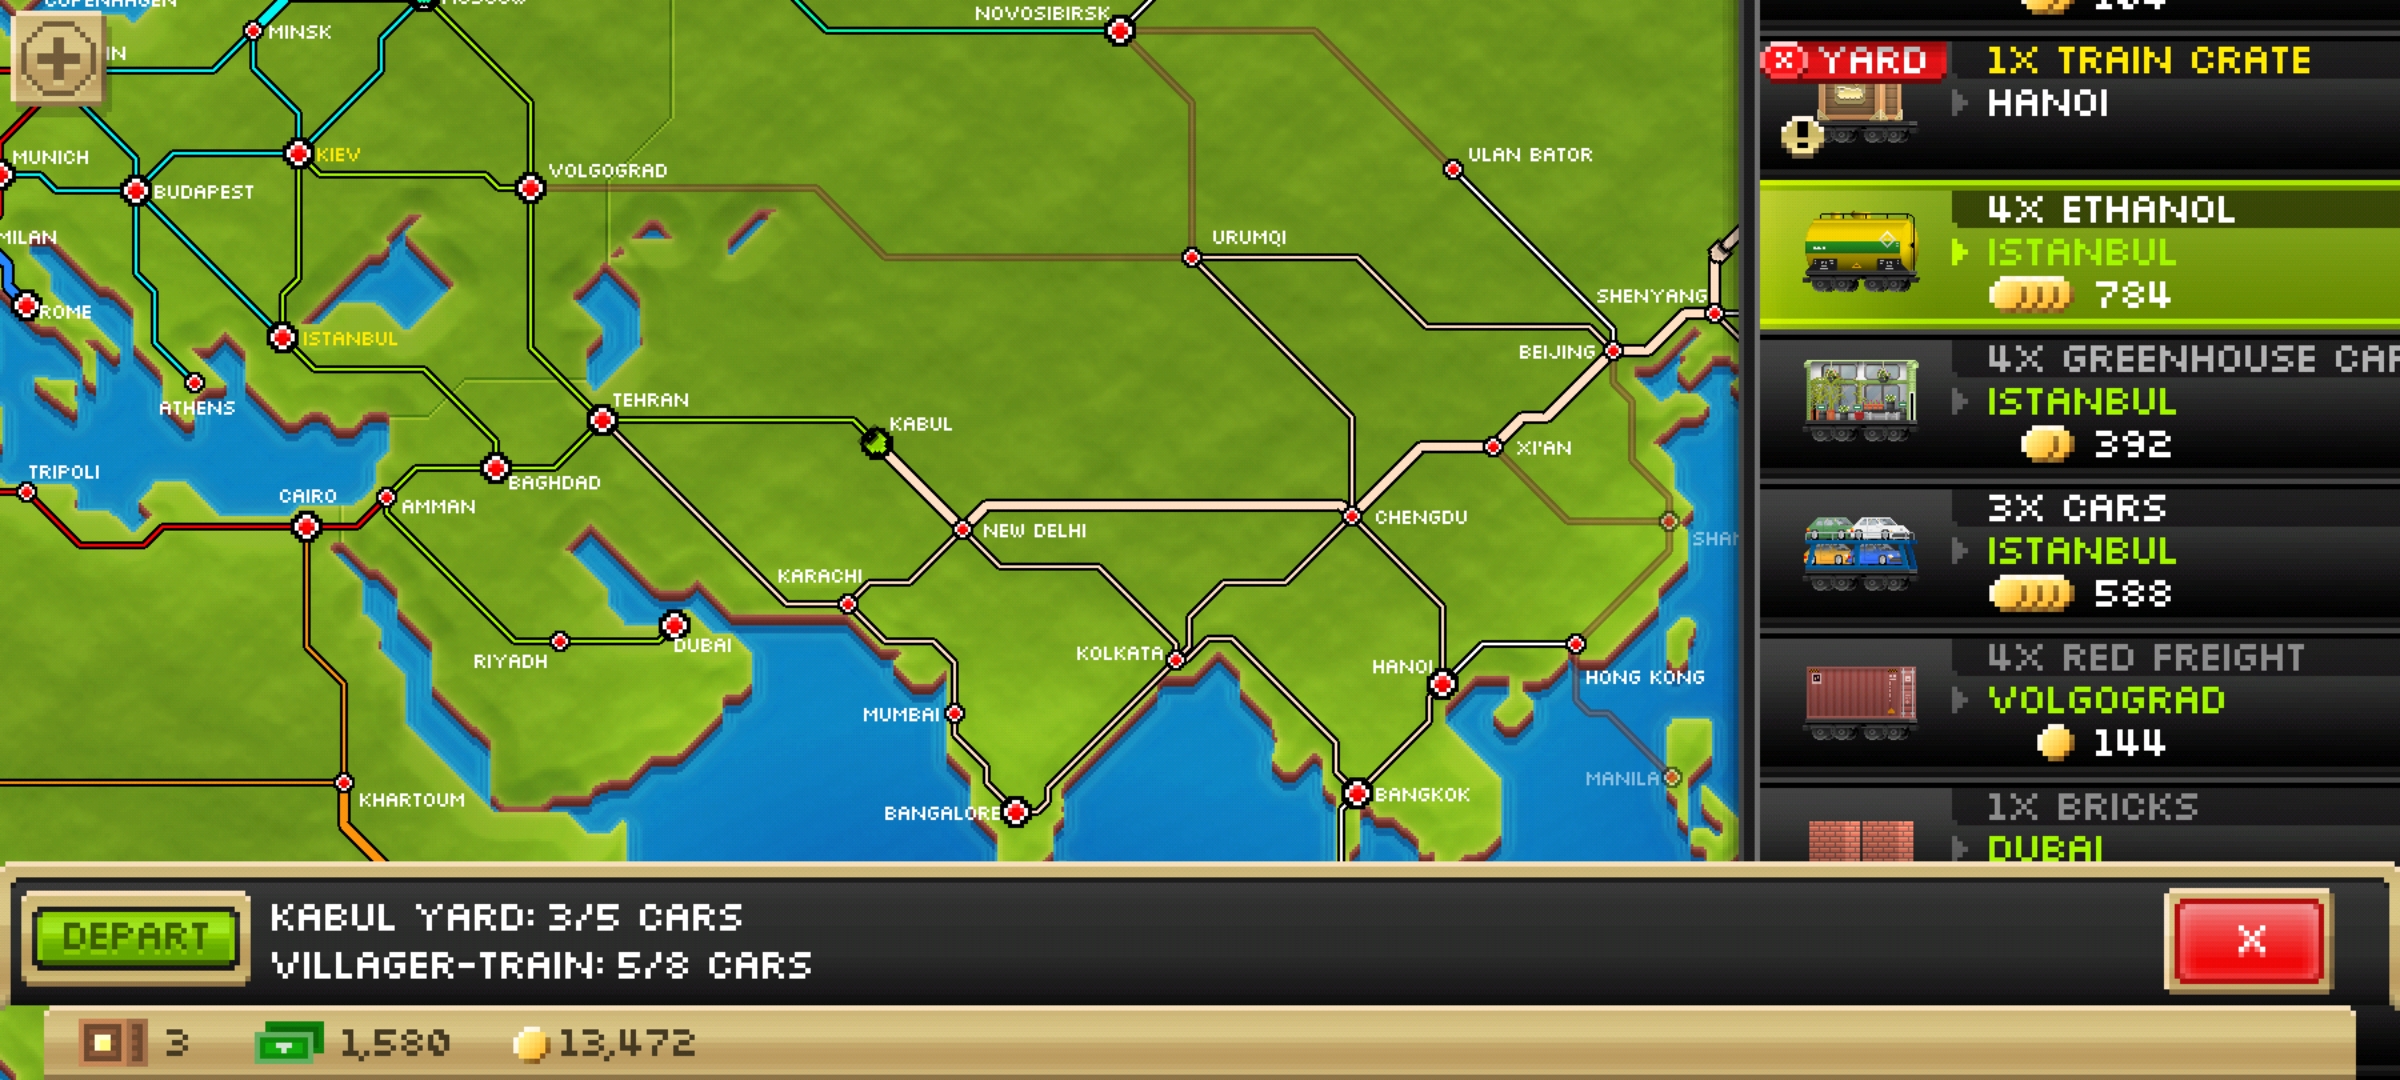 COPENHAGEN
MOSCOW
NOVOSIBIRSK
MINSK
IN
MUNICH
KIEV
BUDAPEST
VOLGOGRAD
ULAN BATOR
MILAN
URUMQI
ROME
ISTANBUL
SHENYANG
BEIJING
ATHENS
TEHRAN
KABUL
XI'AN
TRIPOLI
CAIRO
BAGHDAD
AMMAN
NEW DELHI
CHENGDU
SHAN
KARACHI
RIYADH
DUBAI
KOLKATA
HANOI
HONG KONG
MUMBAI
MANILA
KHARTOUM
BANGALORE
BANGKOK
164
YARD
1X TRAIN CRATE
HANOI
4X ETHANOL
ISTANBUL
784
4X GREENHOUSE CAR
ISTANBUL
392
3X CARS
ISTANBUL
588
4X RED FREIGHT
VOLGOGRAD
144
1X BRICKS
DUBAI
DEPART
KABUL YARD: 3/5 CARS
VILLAGER-TRAIN: 5/8 CARS
X
3
1,580
13,472